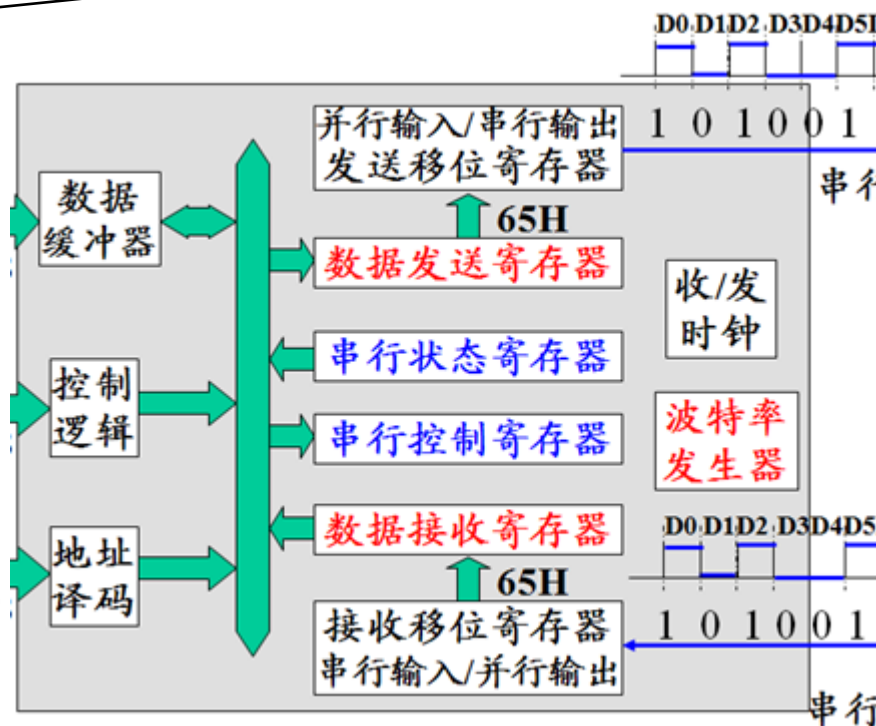 D0 D1 D2 D3 D4 D5
1 0 1 0 0 1
串行
并行输入/串行输出
发送移位寄存器
65H
数据发送寄存器
数据
缓冲器
串行状态寄存器
收/发
时钟
控制
逻辑
串行控制寄存器
波特率
发生器
数据接收寄存器
D0 D1 D2 D3 D4 D5
65H
地址
译码
接收移位寄存器
串行输入/并行输出
1 0 1 0 0 1
串行